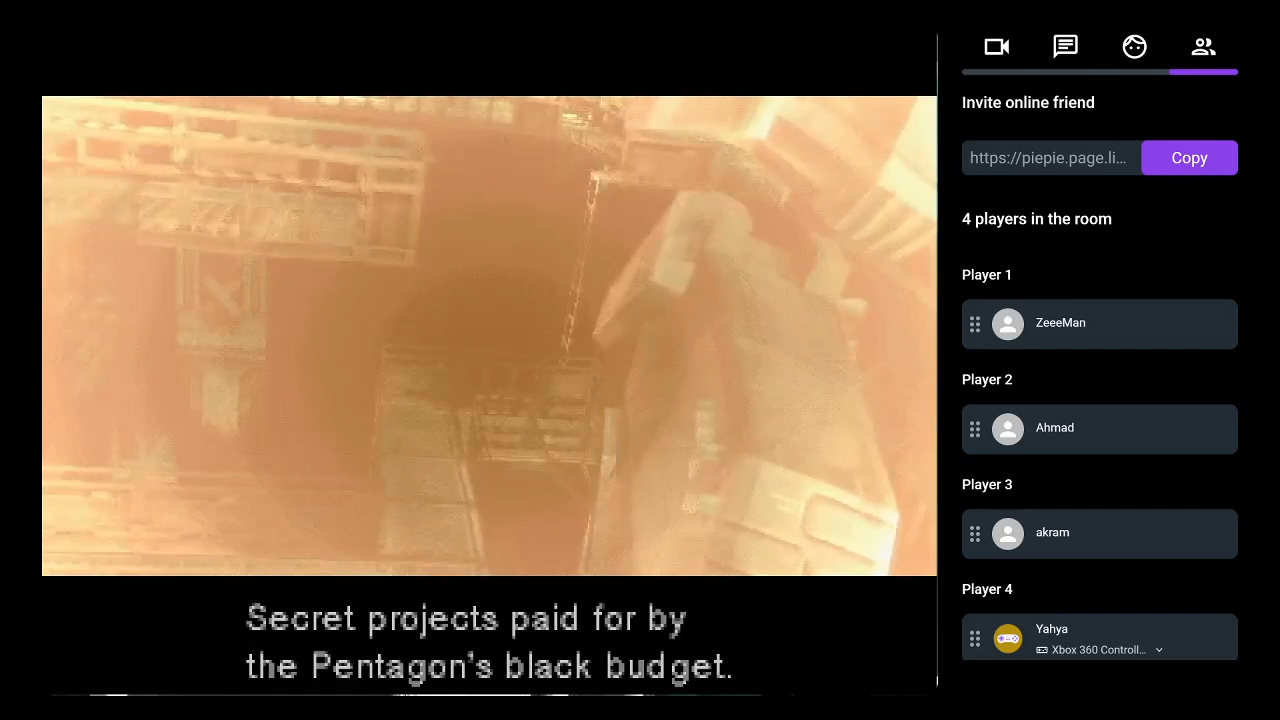 Invite online friend
https://piepie.page.li...
Copy
4 players in the room
Player 1
ZeeeMan
Player 2
Ahmad
Player 3
akram
Player 4
Yahya
Xbox 360 Controll...
Secret projects paid for by
the Pentagon's black budget.